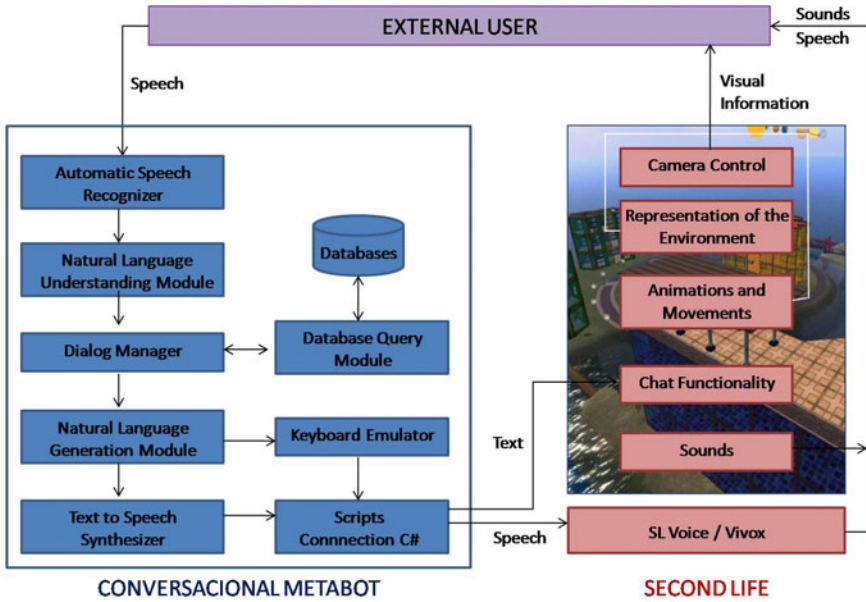 EXTERNAL USER
Sounds
Speech
Speech
Visual
Information
Automatic Speech
Recognizer
Natural Language
Understanding Module
Databases
Dialog Manager
Database Query
Module
Natural Language
Generation Module
Keyboard Emulator
Text to Speech
Synthesizer
Scripts
Connnection C#
Text
Speech
Camera Control
Representation of the
Environment
Animations and
Movements
Chat Functionality
Sounds
SL Voice / Vivox
CONVERSACIONAL METABOT
SECOND LIFE